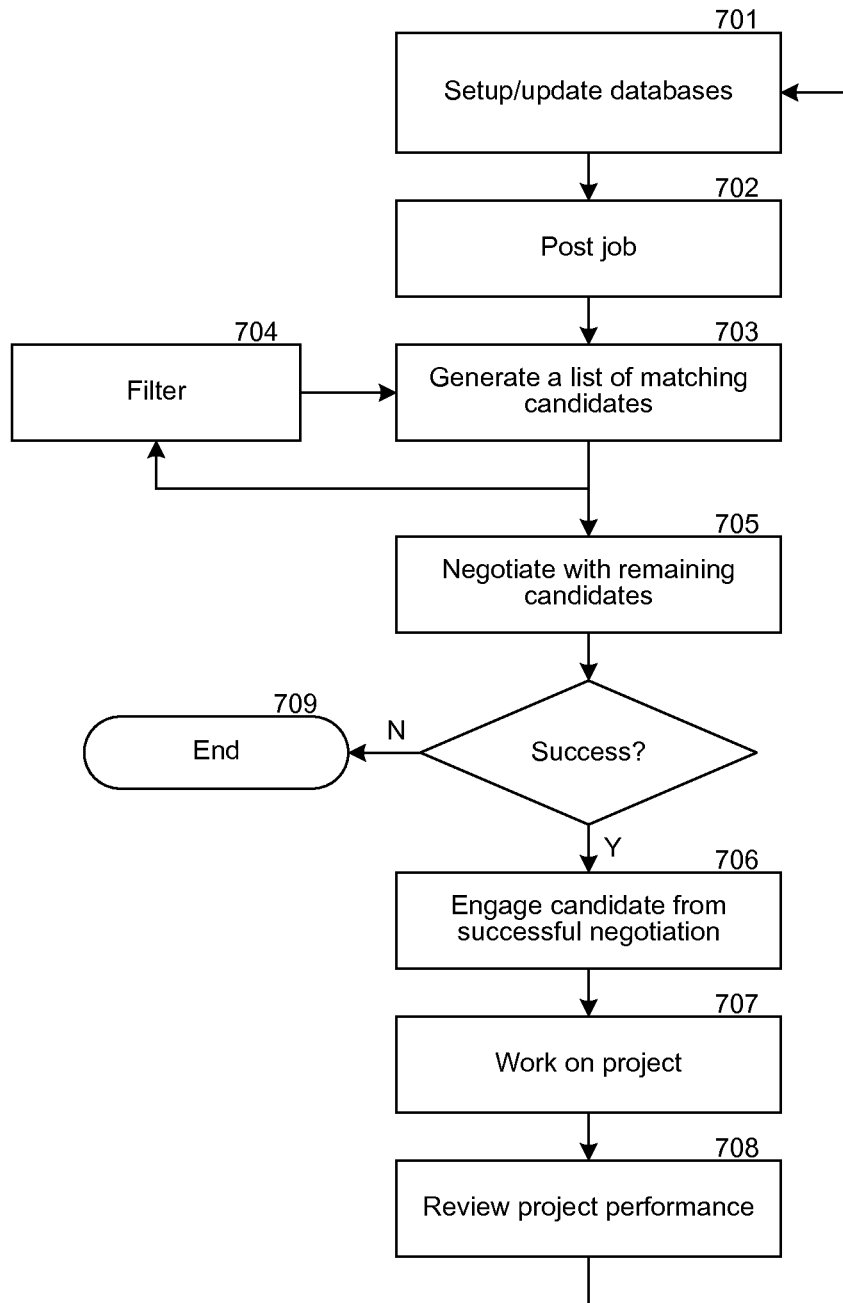 701
Setup/update databases
702
Post job
704
Filter
703
Generate a list of matching
candidates
705
Negotiate with remaining
candidates
709
End
N
Success?
Y
706
Engage candidate from
successful negotiation
707
Work on project
708
Review project performance